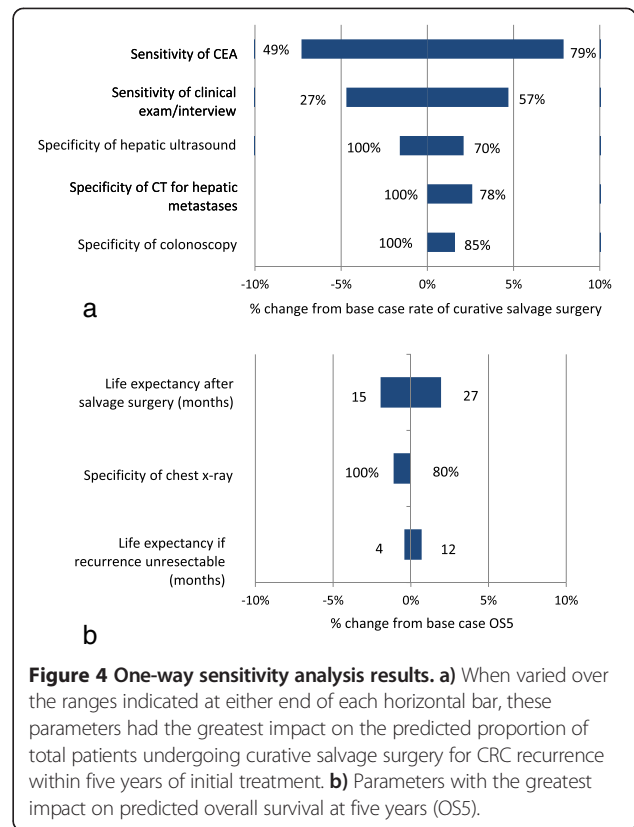 Sensitivity of CEA
49%
79%
Sensitivity of clinical
exam/interview
27%
57%
Specificity of hepatic ultrasound
100%
70%
Specificity of CT for hepatic
metastases
100%
78%
Specificity of colonoscopy
100%
85%
-10% -5% 0% 5% 10%
a
% change from base case rate of curative salvage surgery
Life expectancy after
salvage surgery (months)
15
27
Specificity of chest x-ray
100%
80%
Life expectancy if
recurrence unresectable
(months)
4
12
-10% -5% 0% 5% 10%
b
% change from base case OS5
Figure 4 One-way sensitivity analysis results. a) When varied over
the ranges indicated at either end of each horizontal bar, these
parameters had the greatest impact on the predicted proportion of
total patients undergoing curative salvage surgery for CRC recurrence
within five years of initial treatment. b) Parameters with the greatest
impact on predicted overall survival at five years (OS5).